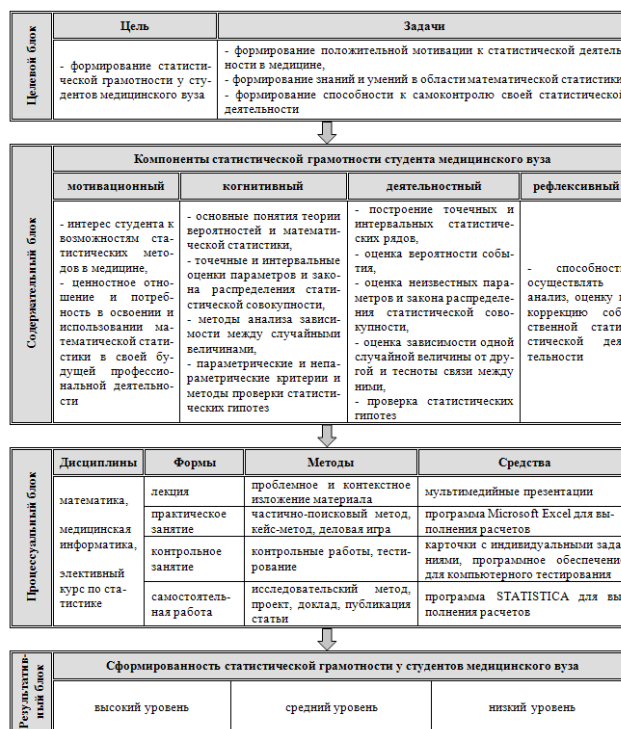 Целевой блок
Цель
Задачи
- формирование статисти-
ческой грамотности у сту-
дентов медицинского вуза
- формирование положительной мотивации к статистической деятель-
ности в медицине,
- формирование знаний и умений в области математической статистики
- формирование способности к самоконтролю своей статистической
деятельности
Содержательный блок
Компоненты статистической грамотности студента медицинского вуза
мотивационный
когнитивный
деятельностный
рефлексивный
- интерес студента к
возможностям ста-
тистических мето-
дов в медицине,
- ценностное отно-
шение и потреб-
ность в освоении и
использовании ма-
тематической стати-
стики в своей бу-
дущей профессио-
нальной деятельно-
сти
- основные понятия теории
вероятностей и математи-
ческой статистики,
- точечные и интервальные
оценки параметров и зако-
на распределения стати-
стической совокупности,
- методы анализа зависи-
мости между случайными
величинами,
- параметрические и непа-
раметрические критерии и
методы проверки статисти-
ческих гипотез
- построение точечных и
интервальных статистиче-
ских рядов,
- оценка вероятности собы-
тия,
- оценка неизвестных пара-
метров и закона распределе-
ния статистической сово-
купности,
- оценка зависимости одной
случайной величины от дру-
гой и тесноты связи между
ними,
- проверка статистических
гипотез
- способность
осуществлять
анализ, оценку и
коррекцию соб-
ственной стати-
стической дея-
тельности
Процессуальный блок
Дисциплины
Формы
Методы
Средства
математика,
медицинская
информатика,
элективный
курс по ста-
тистике
лекция
проблемное и контекстное
изложение материала
мультимедийные презентации
практическое
занятие
частично-поисковый метод,
кейс-метод, деловая игра
программа Microsoft Excel для вы-
полнения расчетов
контрольное
занятие
контрольные работы, тести-
рование
карточки с индивидуальными зада-
ниями, программное обеспечение
для компьютерного тестирования
самостоятель-
ная работа
исследовательский метод,
проект, доклад, публикация
статьи
программа STATISTICA для вы-
полнения расчетов
Результатив-
ный блок
Сформированность статистической грамотности у студентов медицинского вуза
высокий уровень
средний уровень
низкий уровень